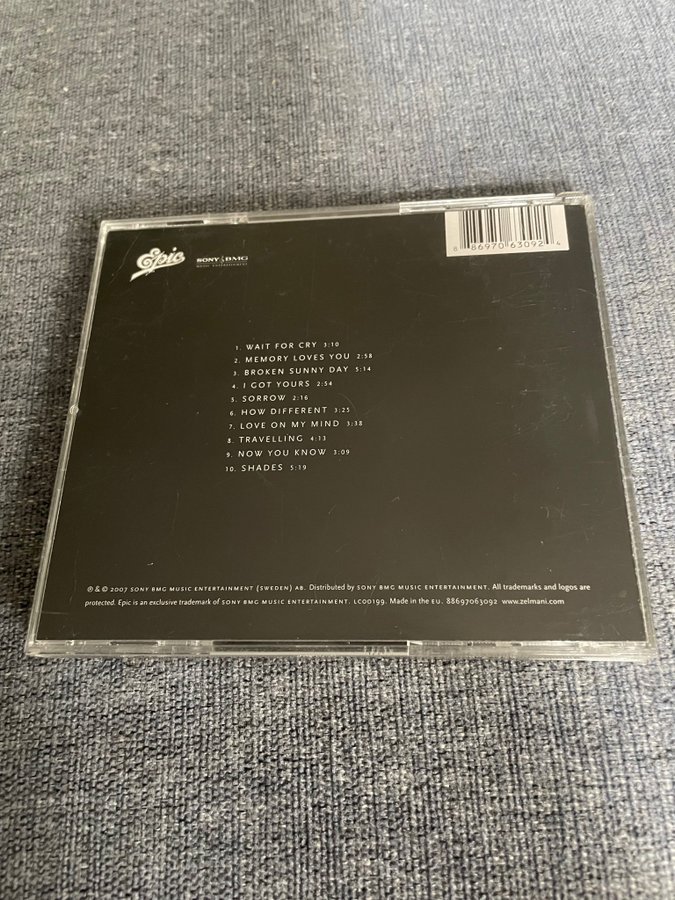 8 86970 63092 4
Epic
SONY BMG
MUSIC ENTERTAINMENT
1. WAIT FOR CRY 3:10
2. MEMORY LOVES YOU 2:58
3. BROKEN SUNNY DAY 5:14
4. I GOT YOURS 2:54
5. SORROW 2:16
6. HOW DIFFERENT 3:25
7. LOVE ON MY MIND 3:38
8. TRAVELLING 4:13
9. NOW YOU KNOW 3:09
10. SHADES 5:19
℗ & © 2007 SONY BMG MUSIC ENTERTAINMENT (SWEDEN) AB. Distributed by SONY BMG MUSIC ENTERTAINMENT. All trademarks and logos are
protected. Epic is an exclusive trademark of SONY BMG MUSIC ENTERTAINMENT. LC00199. Made in the EU. 88697063092 www.zelmani.com